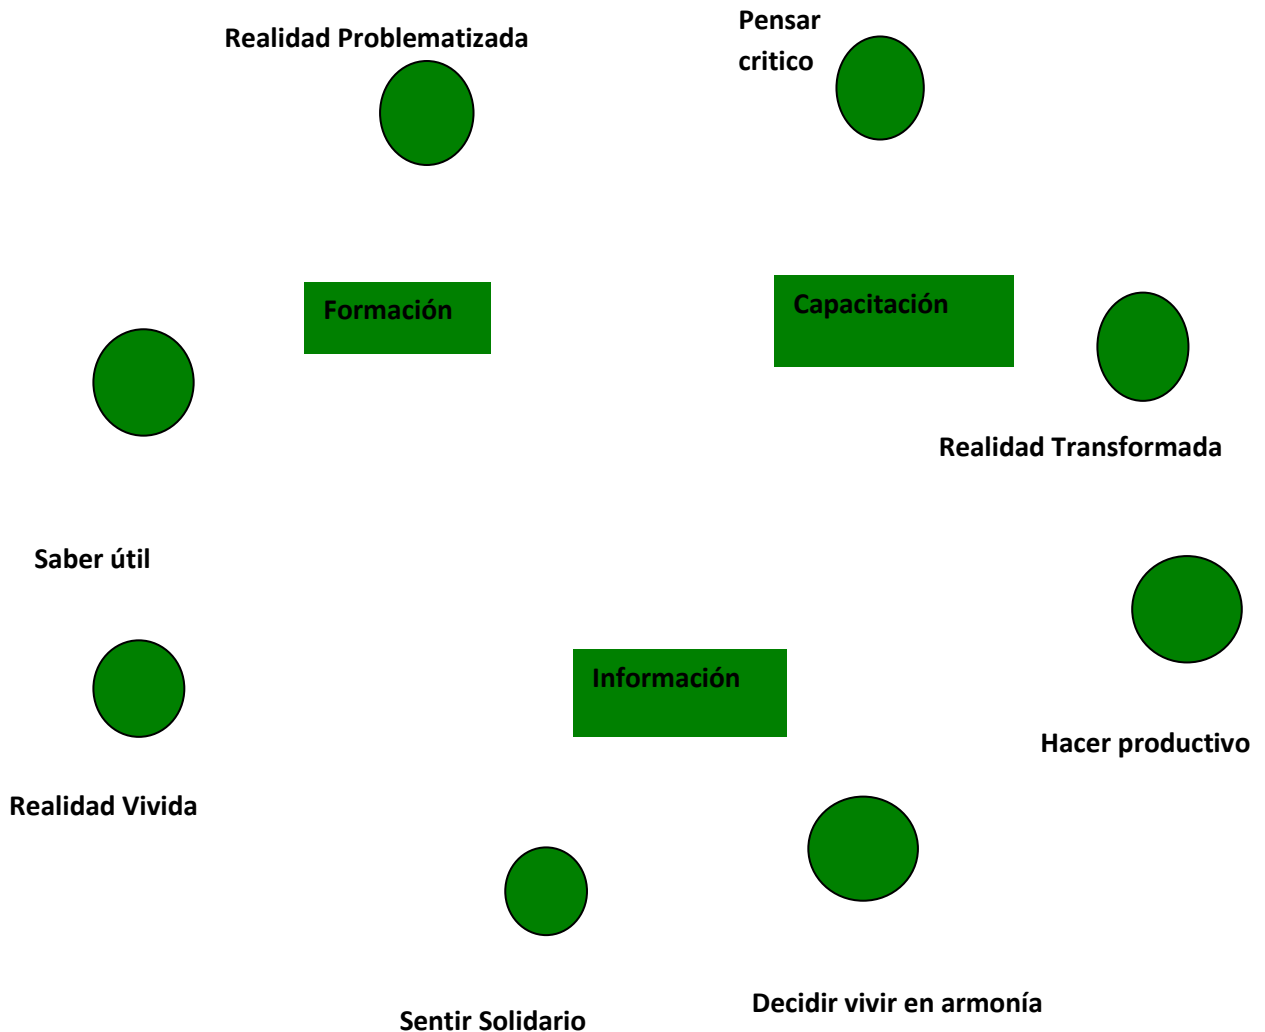 Realidad Problematizada
Pensar
critico
Formación
Capacitación
Realidad Transformada
Saber útil
Información
Hacer productivo
Realidad Vivida
Decidir vivir en armonía
Sentir Solidario